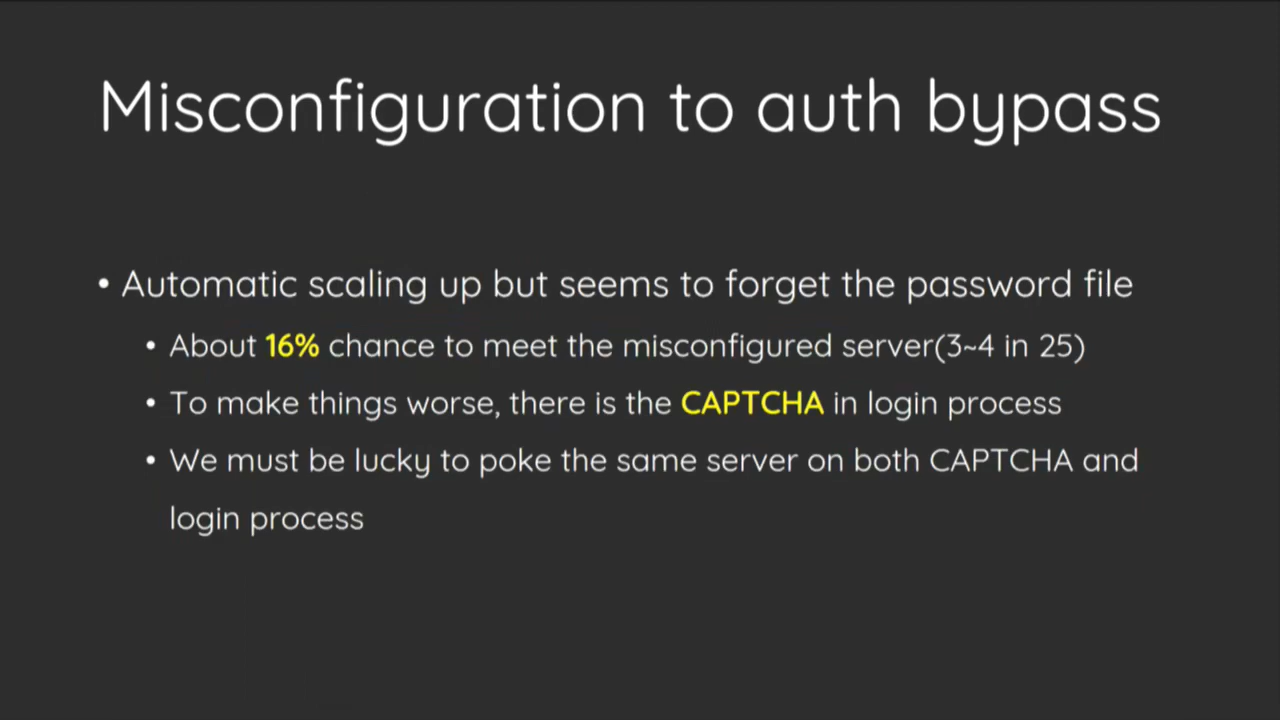 Misconfiguration to auth bypass
• Automatic scaling up but seems to forget the password file
• About 16% chance to meet the misconfigured server(3~4 in 25)
• To make things worse, there is the CAPTCHA in login process
• We must be lucky to poke the same server on both CAPTCHA and
login process